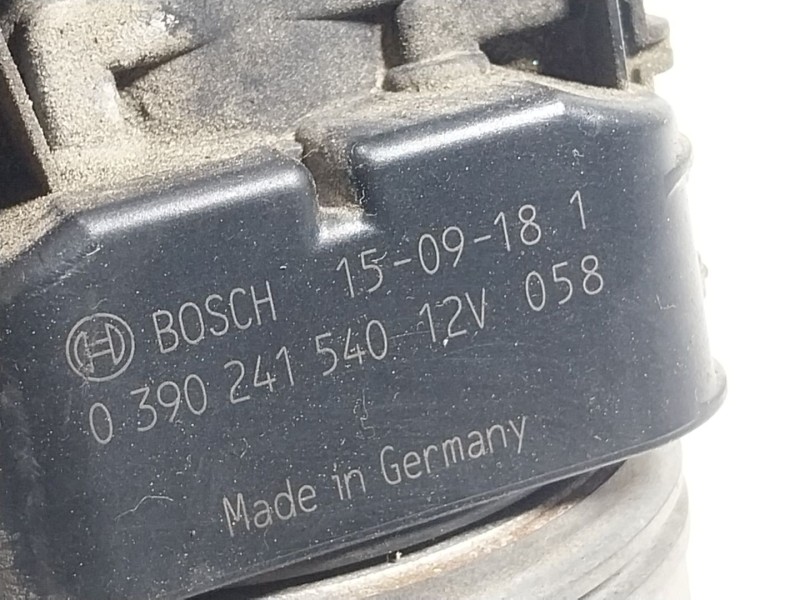 BOSCH 15-09-18 1
0 390 241 540 12V 058
Made in Germany